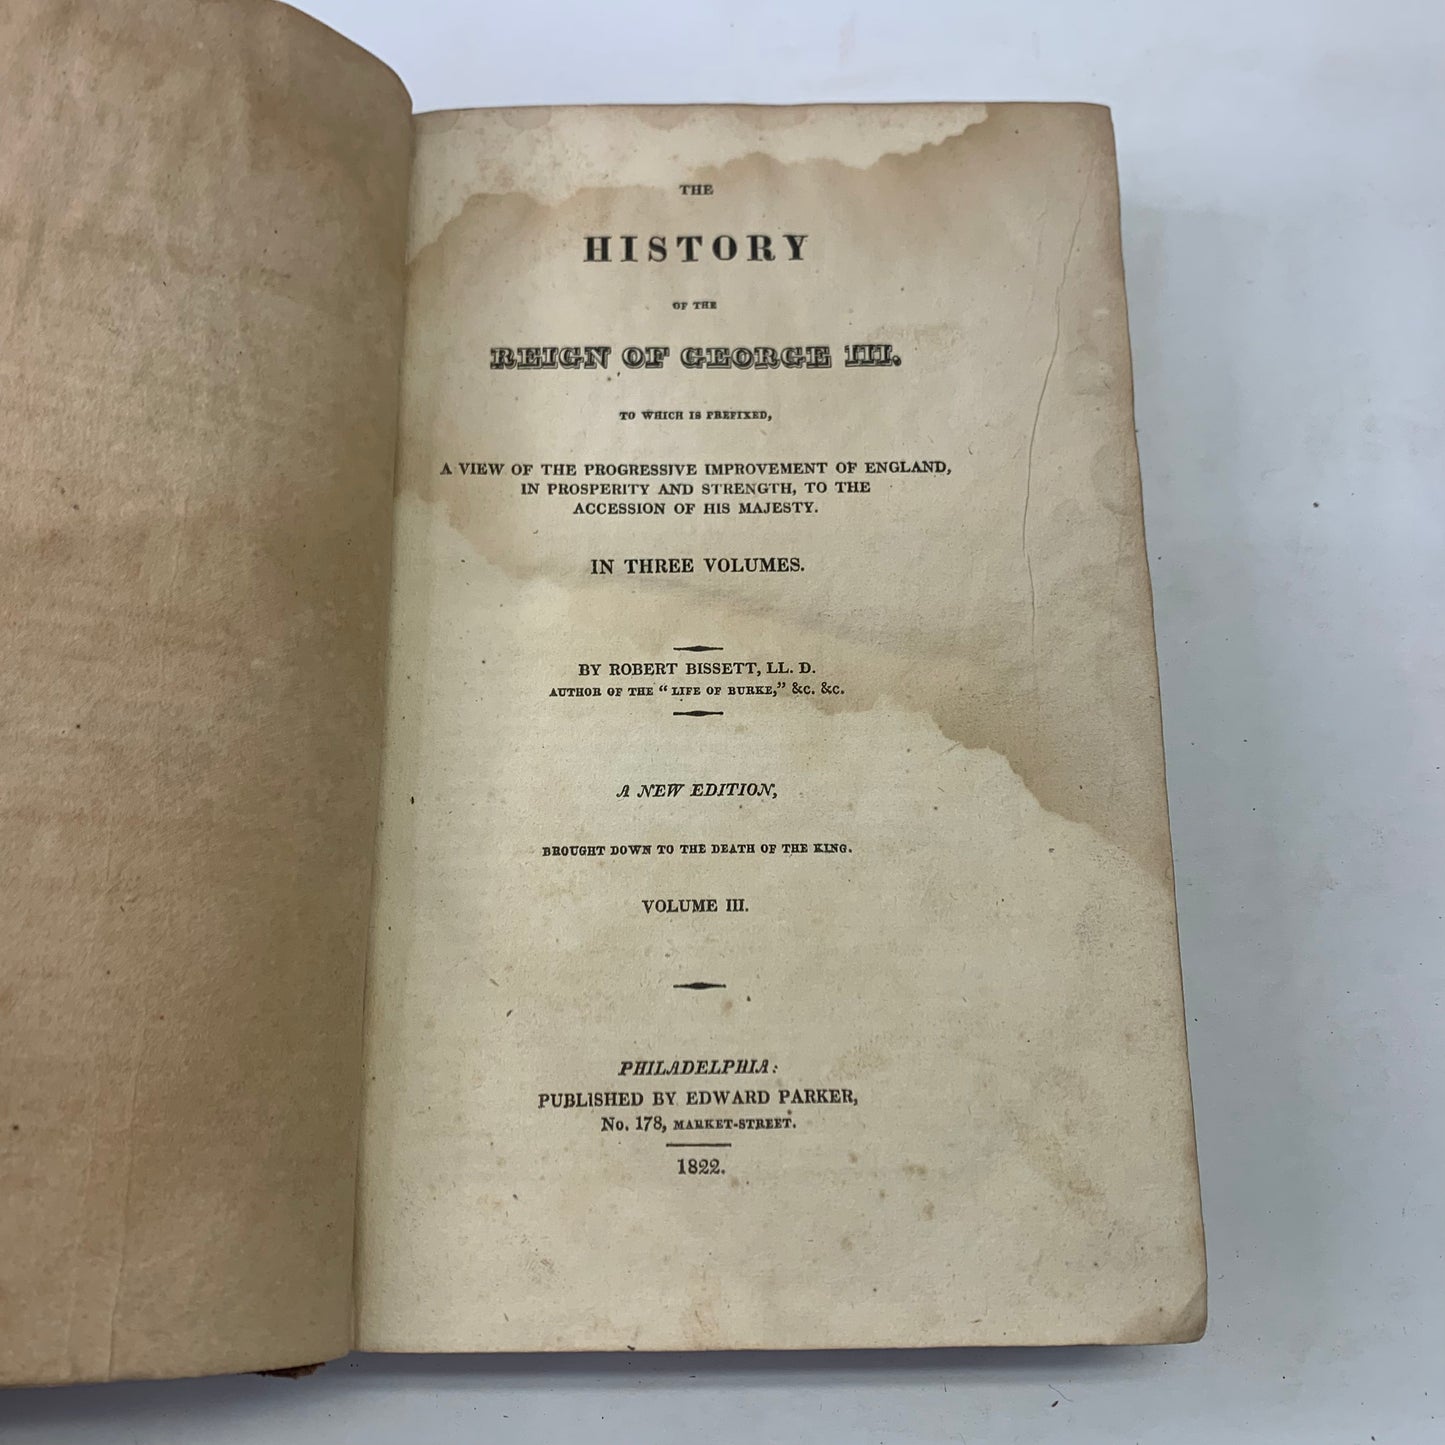 THE
HISTORY
OF THE
REIGN OF GEORGE III.
TO WHICH IS PREFIXED,
A VIEW OF THE PROGRESSIVE IMPROVEMENT OF ENGLAND,
IN PROSPERITY AND STRENGTH, TO THE
ACCESSION OF HIS MAJESTY.
IN THREE VOLUMES.
BY ROBERT BISSETT, LL. D.
AUTHOR OF THE “ LIFE OF BURKE,” &c. &c.
A NEW EDITION,
BROUGHT DOWN TO THE DEATH OF THE KING.
VOLUME III.
PHILADELPHIA:
PUBLISHED BY EDWARD PARKER,
No. 178, MARKET-STREET.
1822.